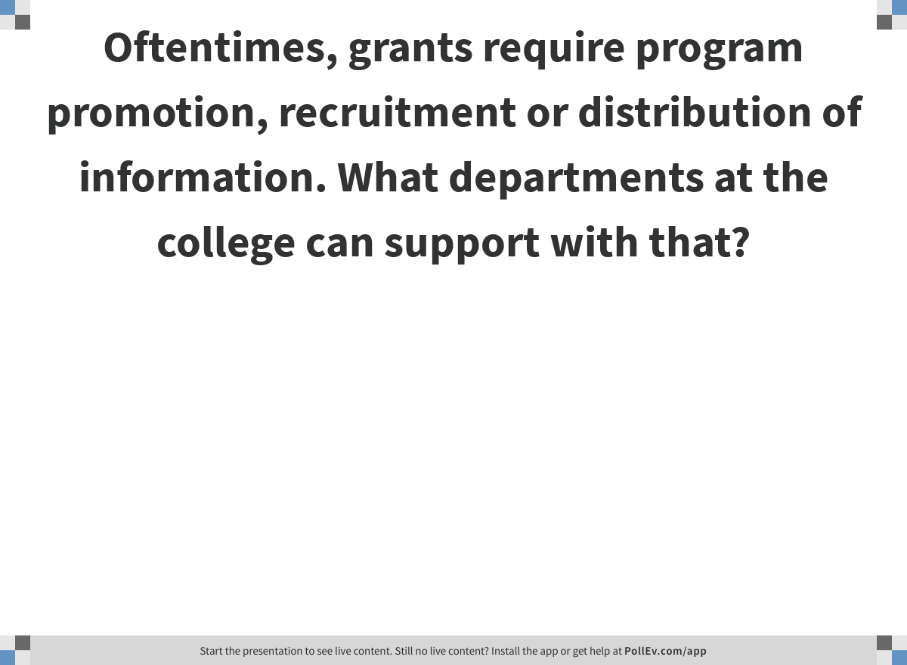 Oftentimes, grants require program
promotion, recruitment or distribution of
information. What departments at the
college can support with that?
Start the presentation to see live content. Still no live content? Install the app or get help at PollEv.com/app